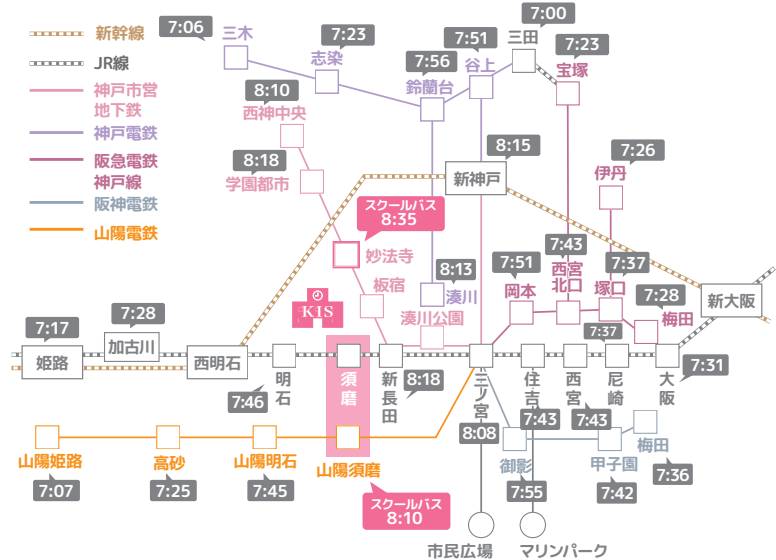 新幹線
JR線
神戸市営
地下鉄
神戸電鉄
阪急電鉄
神戸線
阪神電鉄
山陽電鉄
7:06
三木
7:23
志染
7:56
鈴蘭台
7:51
谷上
7:00
三田
7:23
宝塚
8:10
西神中央
8:18
学園都市
8:15
新神戸
7:26
伊丹
スクールバス
8:35
妙法寺
板宿
8:13
湊川
湊川公園
7:51
岡本
7:43
西宮
北口
7:37
塚口
7:28
梅田
新大阪
KIS
7:17
姫路
7:28
加古川
西明石
7:46
明石
須磨
新長田
8:18
三ノ宮
8:08
住吉
7:43
西宮
7:43
7:37
尼崎
大阪
7:31
山陽姫路
7:07
高砂
7:25
山陽明石
7:45
山陽須磨
スクールバス
8:10
御影
7:55
甲子園
7:42
梅田
7:36
市民広場
マリンパーク